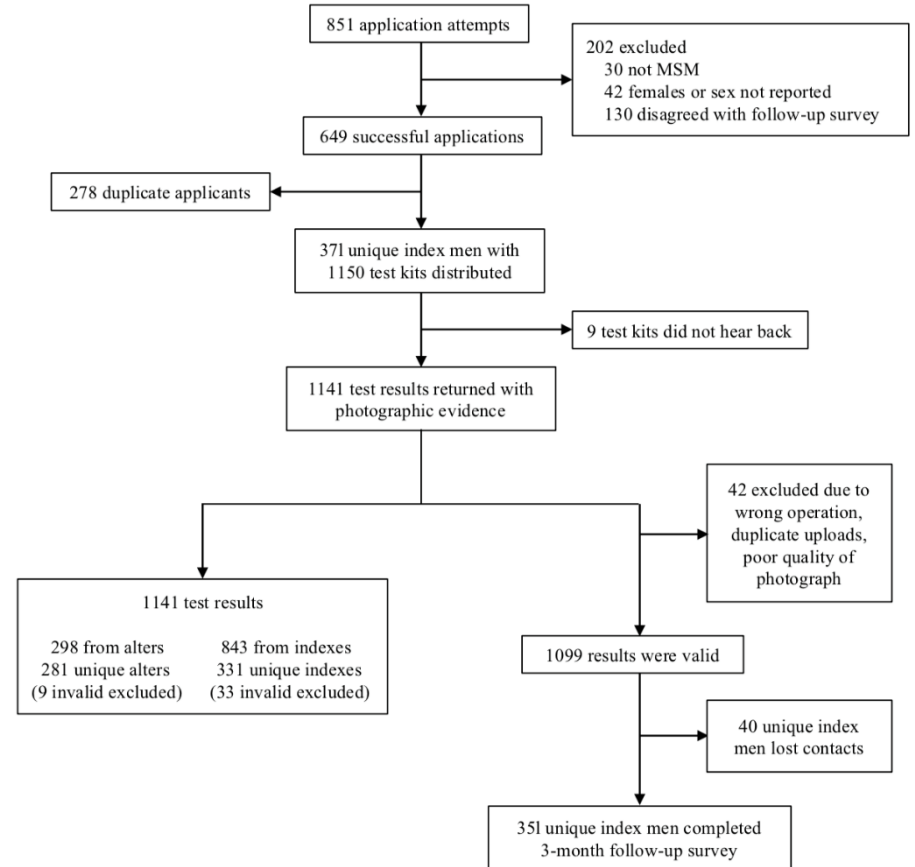 851 application attempts
202 excluded
30 not MSM
42 females or sex not reported
130 disagreed with follow-up survey
649 successful applications
278 duplicate applicants
37l unique index men with
1150 test kits distributed
9 test kits did not hear back
1141 test results returned with
photographic evidence
42 excluded due to
wrong operation,
duplicate uploads,
poor quality of
photograph
1141 test results
298 from alters
281 unique alters
(9 invalid excluded)
843 from indexes
331 unique indexes
(33 invalid excluded)
1099 results were valid
40 unique index
men lost contacts
35l unique index men completed
3-month follow-up survey